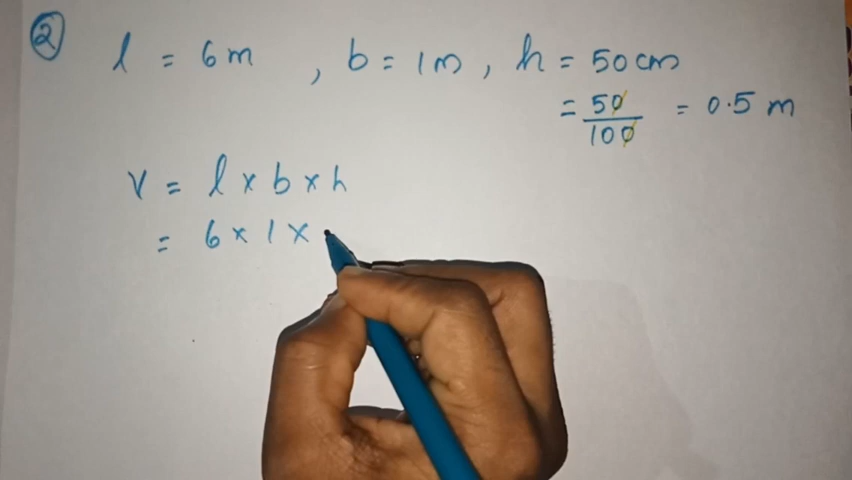 ② l = 6m , b = 1m, h = 50cm
= 50/100 = 0.5 m
V = l × b × h
= 6 × 1 ×